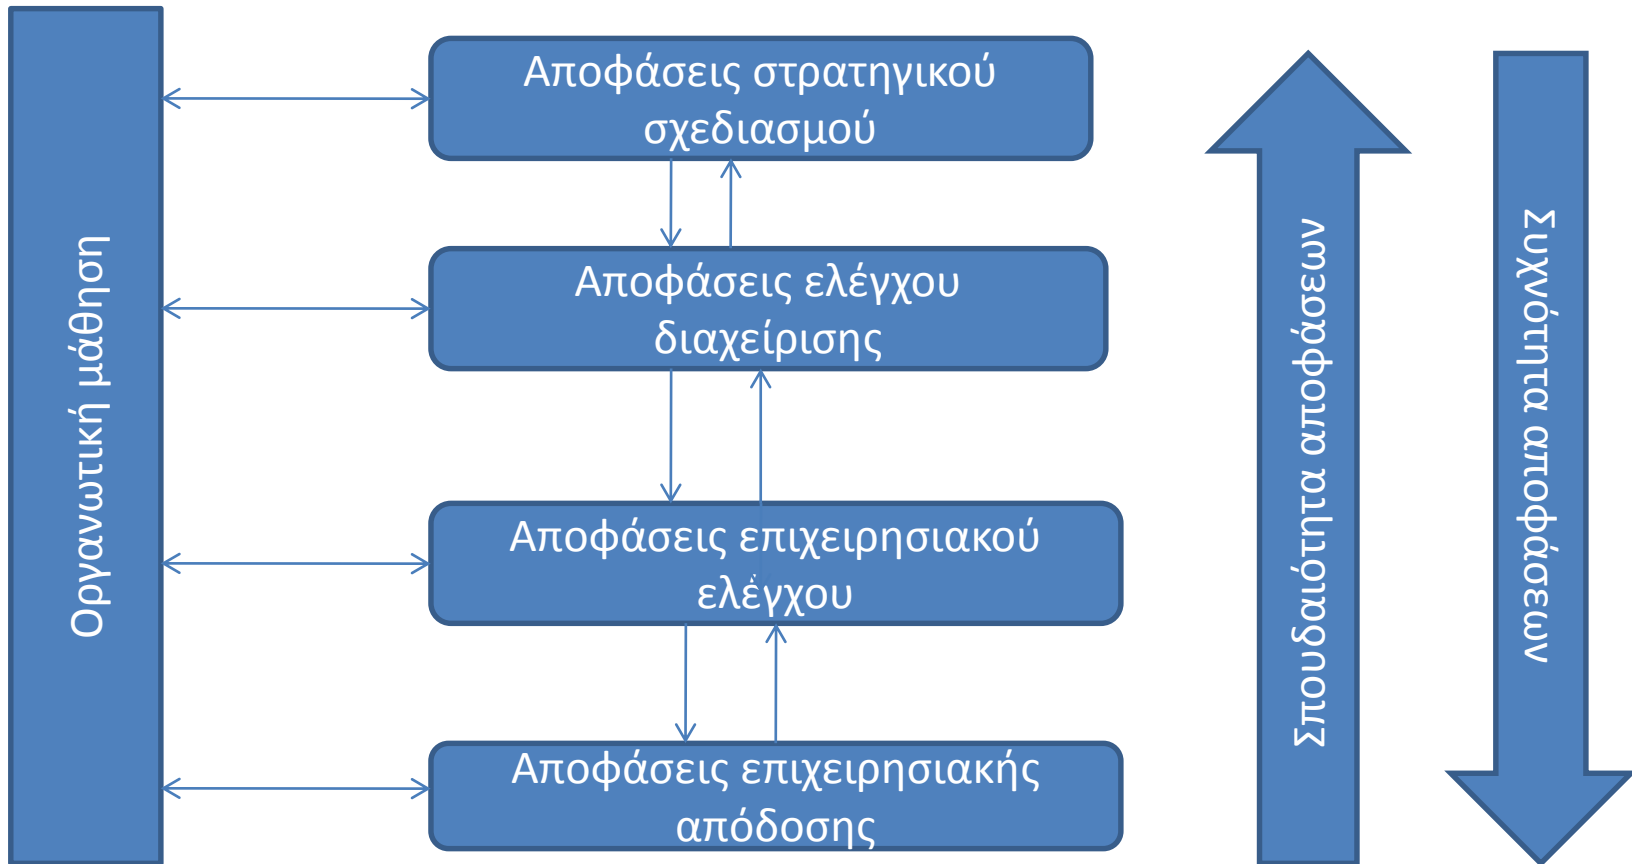 Οργανωτική μάθηση
Αποφάσεις στρατηγικού
σχεδιασμού
Αποφάσεις ελέγχου
διαχείρισης
Αποφάσεις επιχειρησιακού
ελέγχου
Αποφάσεις επιχειρησιακής
απόδοσης
Σπουδαιότητα αποφάσεων
Συχνότητα αποφάσεων